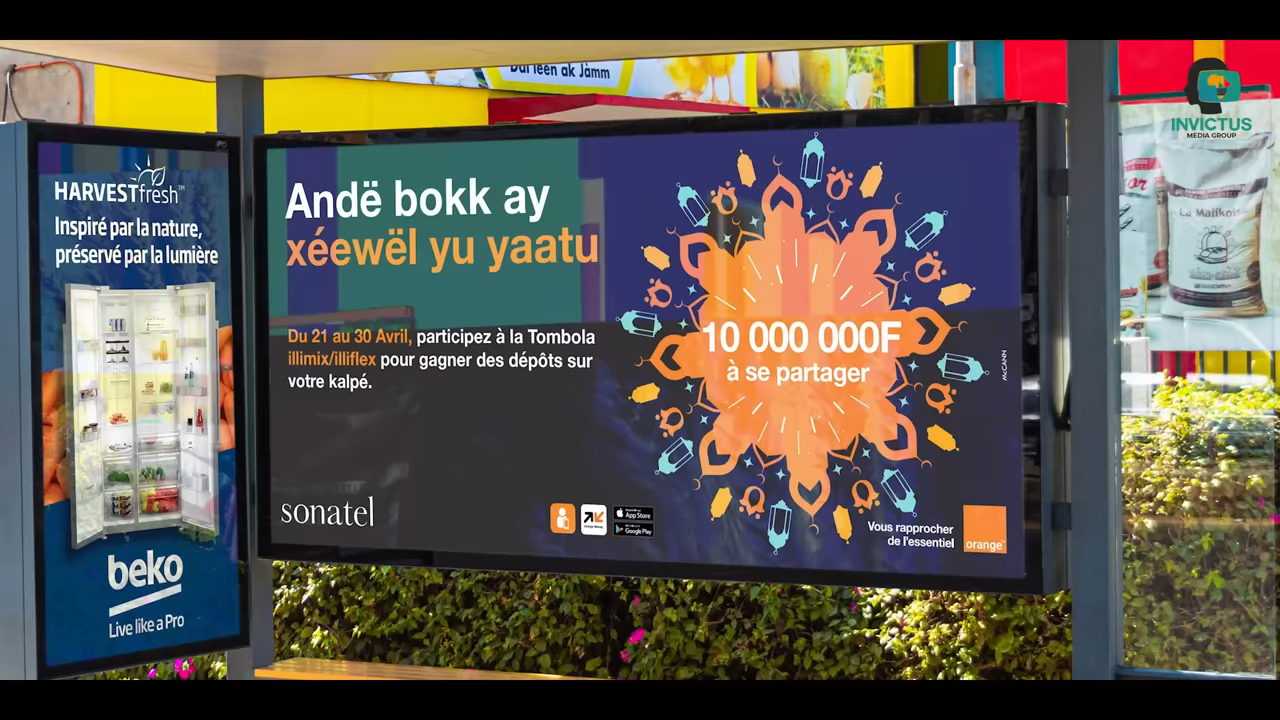 Dal leen ak Jàmm
INVICTUS
MEDIA GROUP
HARVESTfresh™
Inspiré par la nature,
préservé par la lumière
beko
Live like a Pro
Andë bokk ay
xéewël yu yaatu
Du 21 au 30 Avril, participez à la Tombola
illimix/illiflex pour gagner des dépôts sur
votre kalpé.
10 000 000F
à se partager
McCANN
sonatel
App Store
Google Play
Vous rapprocher
de l'essentiel
orange™
La Malikoise